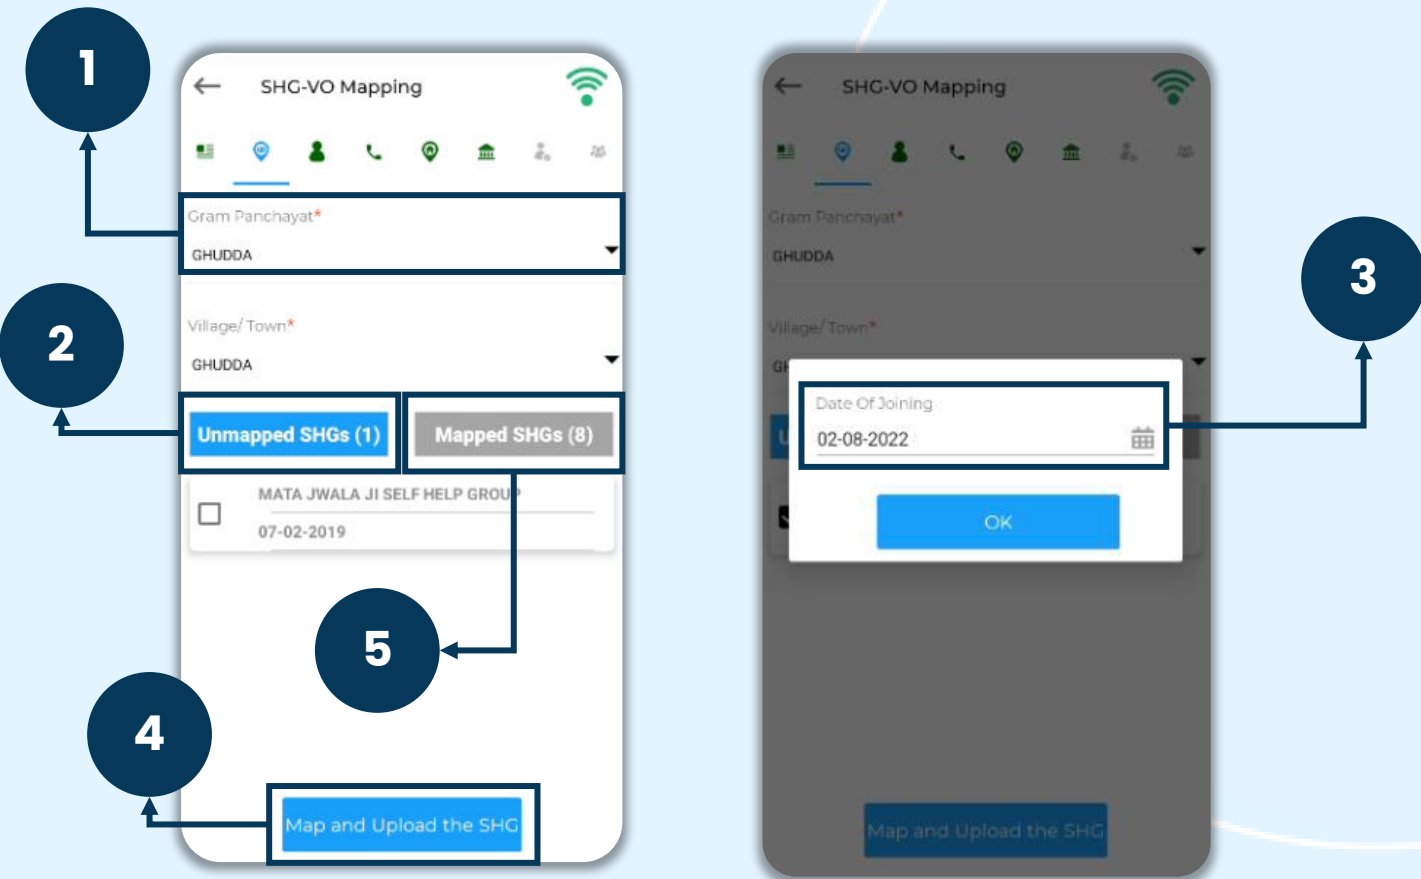 1
SHG-VO Mapping
Gram Panchayat*
GHUDDA
2
Village/ Town*
GHUDDA
Unmapped SHGs (1)
Mapped SHGs (8)
MATA JWALA JI SELF HELP GROUP
07-02-2019
5
4
Map and Upload the SHG
SHG-VO Mapping
Gram Panchayat*
GHUDDA
3
Village/ Town*
Date Of Joining
02-08-2022
OK
Map and Upload the SHG